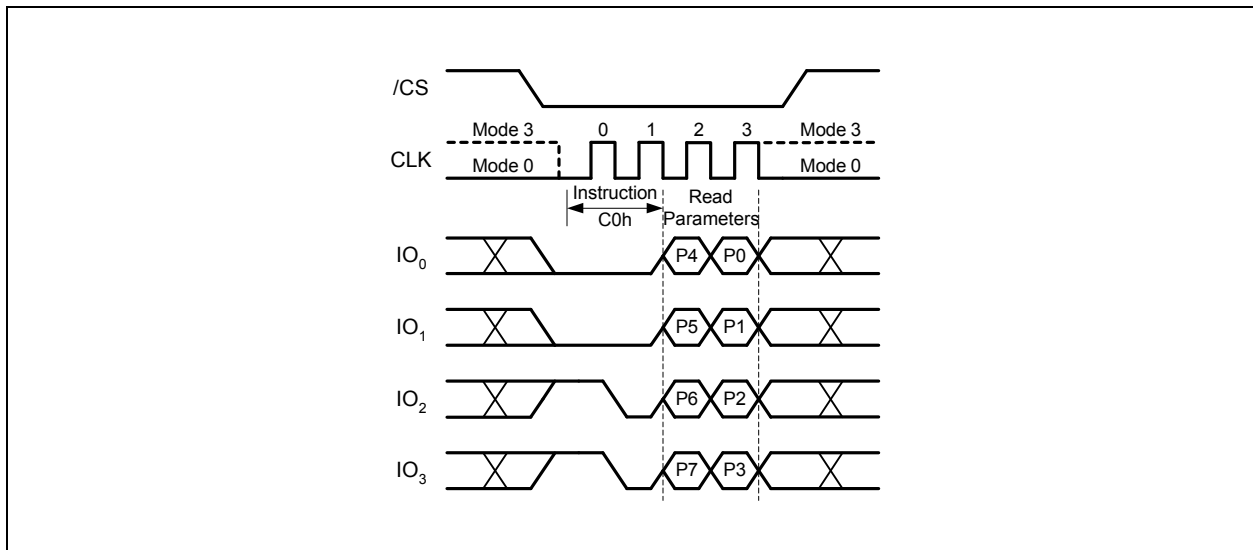 /CS
Mode 3 0 1 2 3 Mode 3
CLK Mode 0 Mode 0
Instruction Read
C0h Parameters
IO0 P4 P0
IO1 P5 P1
IO2 P6 P2
IO3 P7 P3